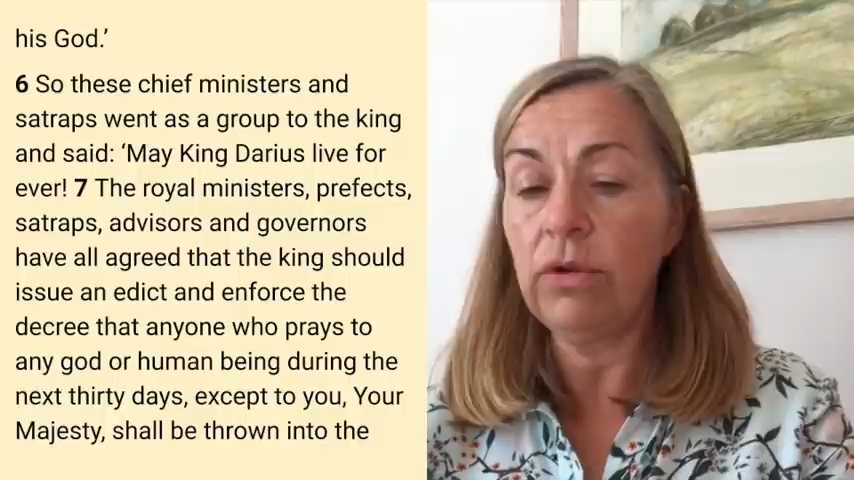 his God.’
6 So these chief ministers and
satraps went as a group to the king
and said: ‘May King Darius live for
ever! 7 The royal ministers, prefects,
satraps, advisors and governors
have all agreed that the king should
issue an edict and enforce the
decree that anyone who prays to
any god or human being during the
next thirty days, except to you, Your
Majesty, shall be thrown into the